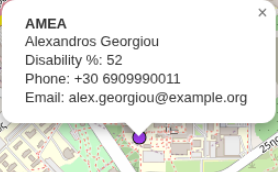 AMEA
×
Alexandros Georgiou
Disability %: 52
Phone: +30 6909990011
Email: alex.georgiou@example.org